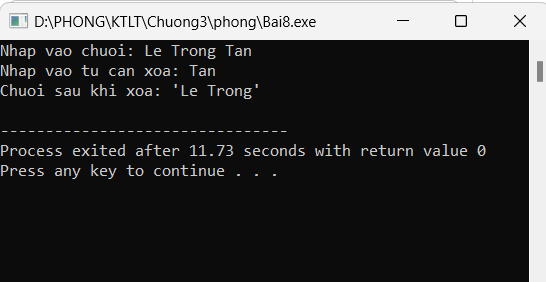 D:\PHONG\KTLT\Chuong3\phong\Bai8.exe
Nhap vao chuoi: Le Trong Tan
Nhap vao tu can xoa: Tan
Chuoi sau khi xoa: 'Le Trong'
--------------------------------
Process exited after 11.73 seconds with return value 0
Press any key to continue . . .